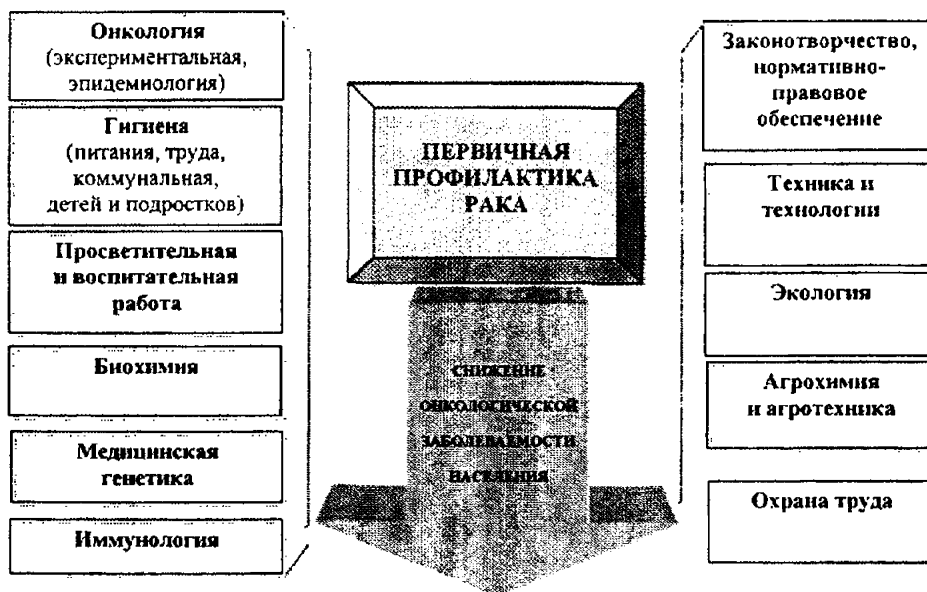 Онкология
(экспериментальная,
эпидемиология)
Гигиена
(питания, труда,
коммунальная,
детей и подростков)
Просветительная
и воспитательная
работа
Биохимия
Медицинская
генетика
Иммунология
ПЕРВИЧНАЯ
ПРОФИЛАКТИКА
РАКА
СНИЖЕНИЕ
ОНКОЛОГИЧЕСКОЙ
ЗАБОЛЕВАЕМОСТИ
НАСЕЛЕНИЯ
Законотворчество,
нормативно-
правовое
обеспечение
Техника и
технологии
Экология
Агрохимия
и агротехника
Охрана труда